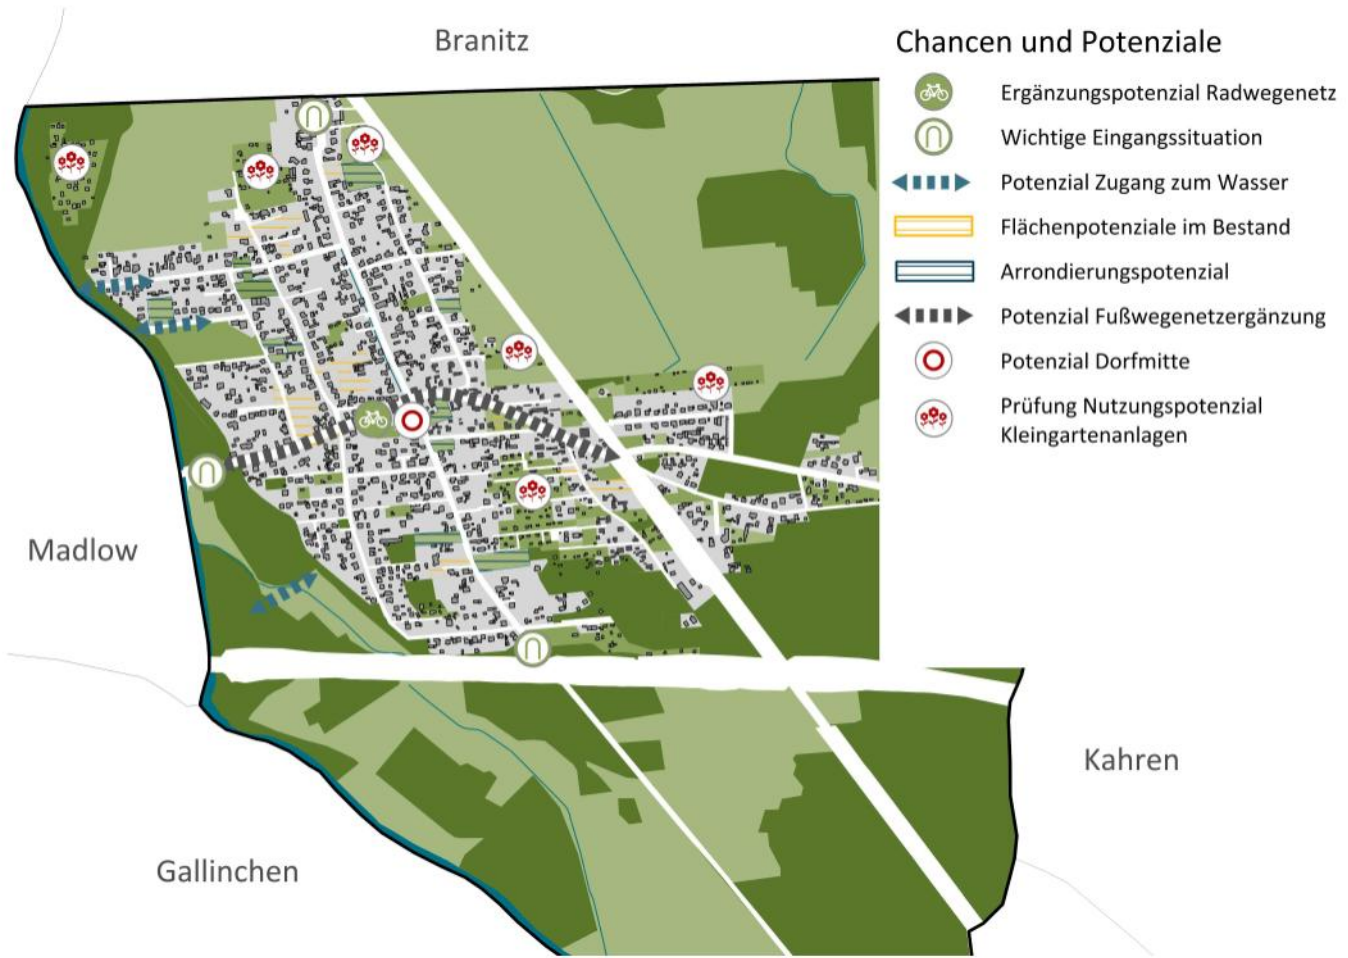 Branitz
Chancen und Potenziale
Ergänzungspotenzial Radwegenetz
Wichtige Eingangssituation
Potenzial Zugang zum Wasser
Flächenpotenziale im Bestand
Arrondierungspotenzial
Potenzial Fußwegenetzergänzung
Potenzial Dorfmitte
Prüfung Nutzungspotenzial
Kleingartenanlagen
Madlow
Kahren
Gallinchen